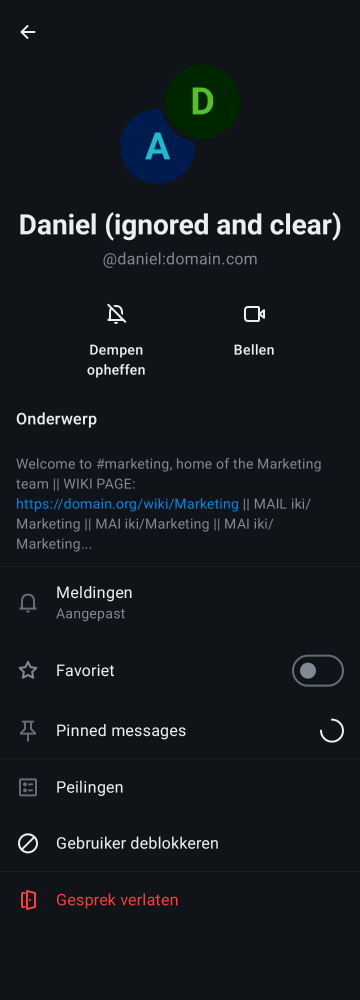 D
A
Daniel (ignored and clear)
@daniel:domain.com
Dempen
opheffen
Bellen
Onderwerp
Welcome to #marketing, home of the Marketing
team || WIKI PAGE:
https://domain.org/wiki/Marketing || MAIL iki/
Marketing || MAI iki/Marketing || MAI iki/
Marketing...
Meldingen
Aangepast
Favoriet
Pinned messages
Peilingen
Gebruiker deblokkeren
Gesprek verlaten